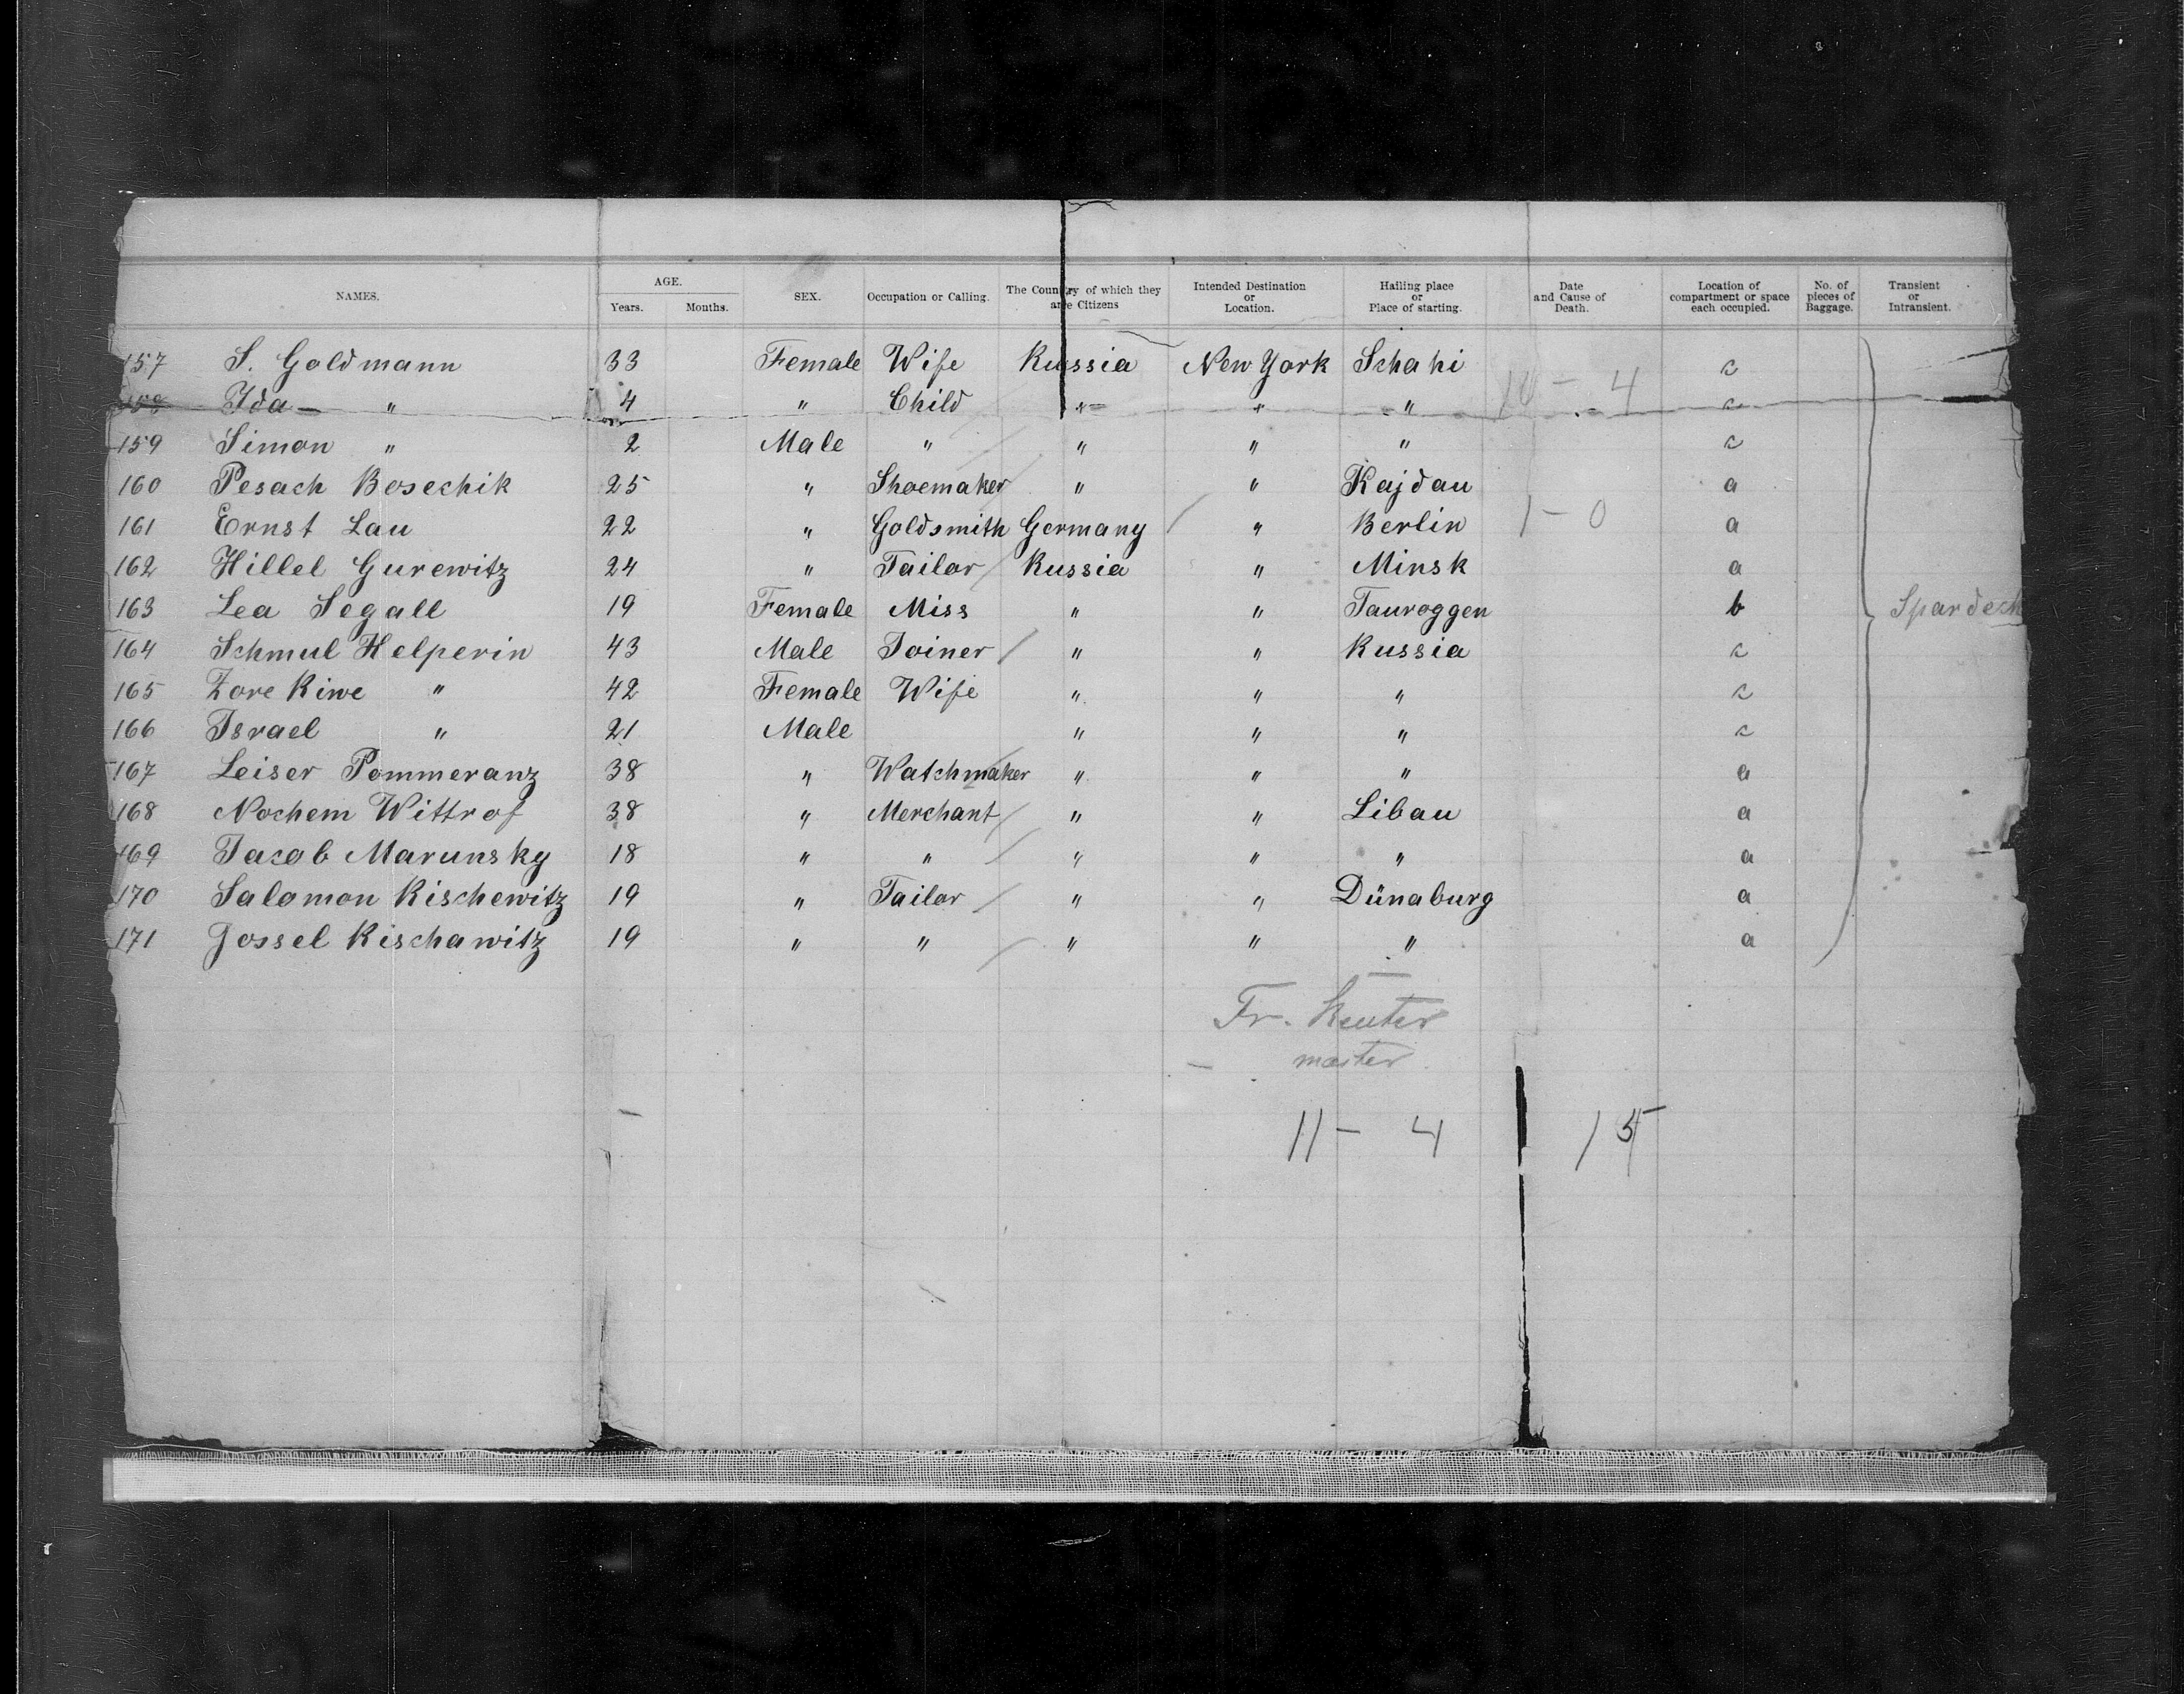 NAMES. AGE. Years. Months. SEX. Occupation or Calling. The Country of which they are Citizens Intended Destination or Location. Hailing place or Place of starting. Date and Cause of Death. Location of compartment or space each occupied. No. of pieces of Baggage. Transient or Intransient.
157 S. Goldmann 33 Female Wife Russia New York Schaki c
158 Ida " 4 " Child " " " 10 - 4 c
159 Simon " 2 Male " " " " c
160 Pesach Bosechik 25 " Shoemaker " " Kajdau a
161 Ernst Lau 22 " Goldsmith Germany " Berlin 1 - 0 a
162 Hillel Gurewitz 24 " Tailor Russia " Minsk a
163 Lea Segall 19 Female Miss " " Tauroggen b Spardeck
164 Schmul Helperin 43 Male Joiner " " Russia c
165 Zore Riwe " 42 Female Wife " " " c
166 Israel " 21 Male " " " c
167 Leiser Pommeranz 38 " Watchmaker " " " a
168 Nochem Wittrof 38 " Merchant " " Libau a
169 Jacob Marunsky 18 " " " " " a
170 Salomon Rischewitz 19 " Tailor " " Dünaburg a
171 Jossel Rischawitz 19 " " " " " a
Fr. 
master
11 - 4 15